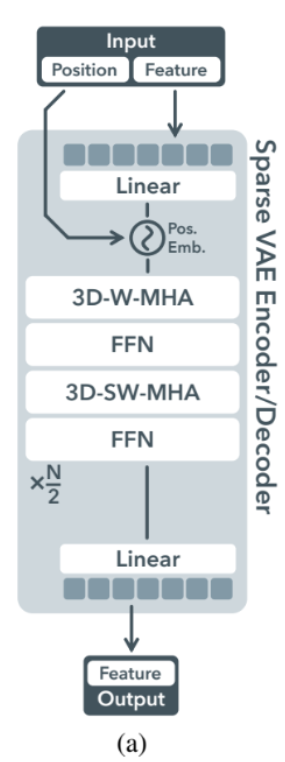 Input
Position Feature
Linear
Pos.
Emb.
3D-W-MHA
FFN
3D-SW-MHA
FFN
×N/2
Linear
Feature
Output
Sparse VAE Encoder/Decoder
(a)